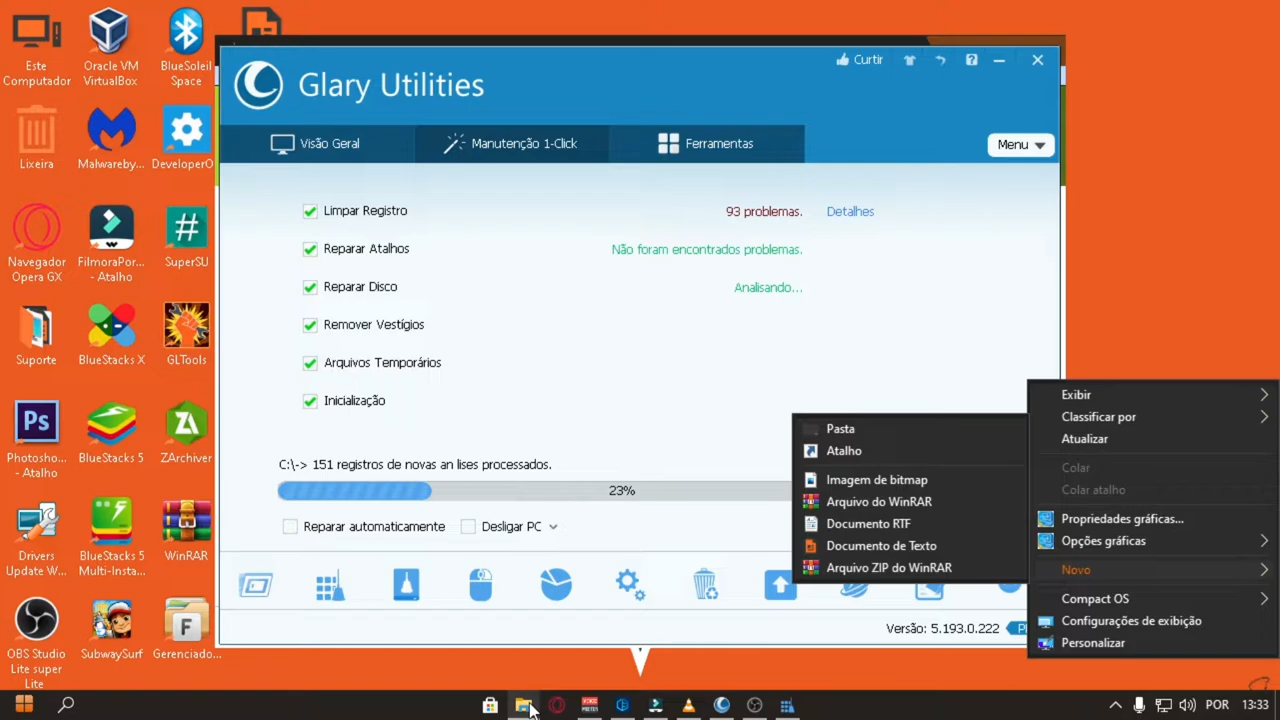 Este
Computador
Oracle VM
VirtualBox
BlueSoleil
Space
Lixeira
Malwareby...
DeveloperO
Navegador
Opera GX
FilmoraPor...
- Atalho
SuperSU
Suporte
BlueStacks X
GLTools
Ps
Photosho...
- Atalho
BlueStacks 5
ZArchiver
Drivers
Update W...
BlueStacks 5
Multi-Insta...
WinRAR
OBS Studio
Lite super
Lite
SubwaySurf
F
Gerenciado...
Glary Utilities
Curtir
Visão Geral
Manutenção 1-Click
Ferramentas
Menu
Limpar Registro
93 problemas.
Detalhes
Reparar Atalhos
Não foram encontrados problemas.
Reparar Disco
Analisando...
Remover Vestígios
Arquivos Temporários
Inicialização
C:\-> 151 registros de novas an lises processados.
23%
Reparar automaticamente
Desligar PC
Versão: 5.193.0.222
Pasta
Atalho
Imagem de bitmap
Arquivo do WinRAR
Documento RTF
Documento de Texto
Arquivo ZIP do WinRAR
Exibir
Classificar por
Atualizar
Colar
Colar atalho
Propriedades gráficas...
Opções gráficas
Novo
Compact OS
Configurações de exibição
Personalizar
POR
13:33